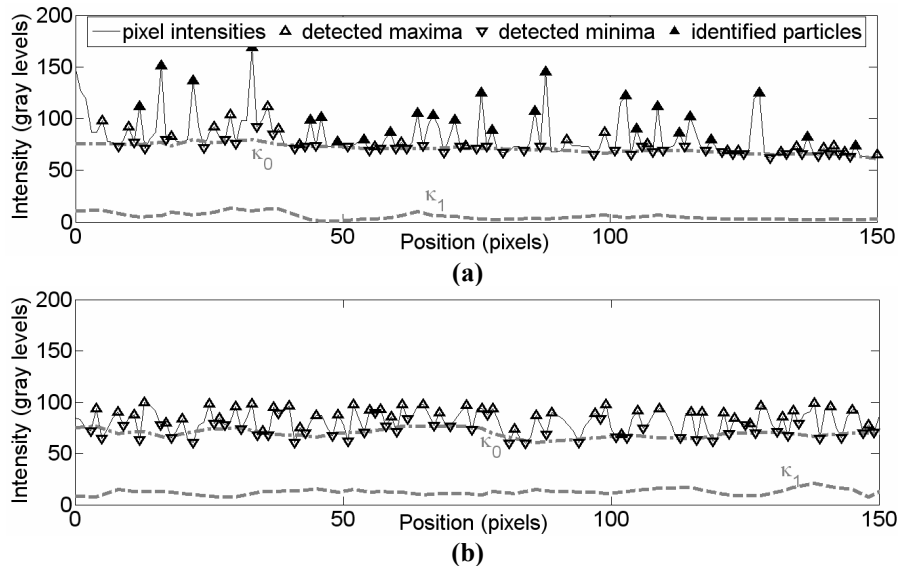 200
pixel intensities detected maxima detected minima identified particles
150
100
50
0
Intensity (gray levels)
κ0
κ1
0 50 100 150
Position (pixels)
(a)
200
150
100
50
0
Intensity (gray levels)
κ0
κ1
0 50 100 150
Position (pixels)
(b)